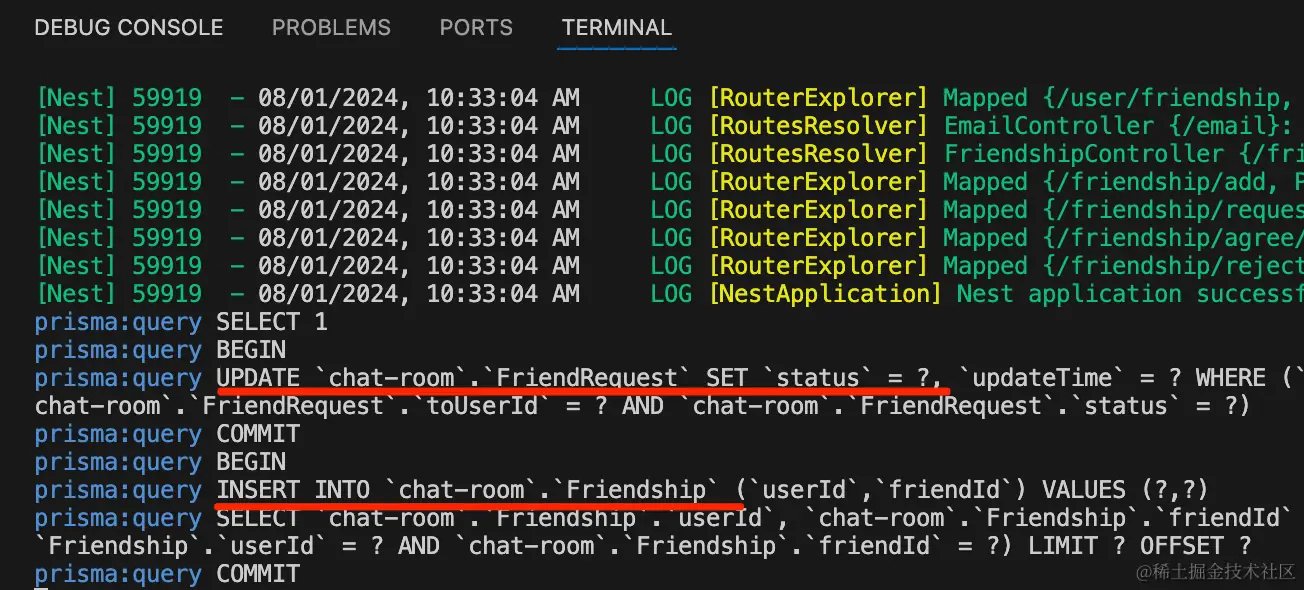 DEBUG CONSOLE PROBLEMS PORTS TERMINAL
[Nest] 59919 - 08/01/2024, 10:33:04 AM LOG [RouterExplorer] Mapped {/user/friendship,
[Nest] 59919 - 08/01/2024, 10:33:04 AM LOG [RoutesResolver] EmailController {/email}:
[Nest] 59919 - 08/01/2024, 10:33:04 AM LOG [RoutesResolver] FriendshipController {/fri
[Nest] 59919 - 08/01/2024, 10:33:04 AM LOG [RouterExplorer] Mapped {/friendship/add, P
[Nest] 59919 - 08/01/2024, 10:33:04 AM LOG [RouterExplorer] Mapped {/friendship/reques
[Nest] 59919 - 08/01/2024, 10:33:04 AM LOG [RouterExplorer] Mapped {/friendship/agree/
[Nest] 59919 - 08/01/2024, 10:33:04 AM LOG [RouterExplorer] Mapped {/friendship/reject
[Nest] 59919 - 08/01/2024, 10:33:04 AM LOG [NestApplication] Nest application successf
prisma:query SELECT 1
prisma:query BEGIN
prisma:query UPDATE `chat-room`.`FriendRequest` SET `status` = ?, `updateTime` = ? WHERE (`
chat-room`.`FriendRequest`.`toUserId` = ? AND `chat-room`.`FriendRequest`.`status` = ?)
prisma:query COMMIT
prisma:query BEGIN
prisma:query INSERT INTO `chat-room`.`Friendship` (`userId`,`friendId`) VALUES (?,?)
prisma:query SELECT `chat-room`.`Friendship`.`userId`, `chat-room`.`Friendship`.`friendId`
`Friendship`.`userId` = ? AND `chat-room`.`Friendship`.`friendId` = ?) LIMIT ? OFFSET ?
prisma:query COMMIT
@稀土掘金技术社区